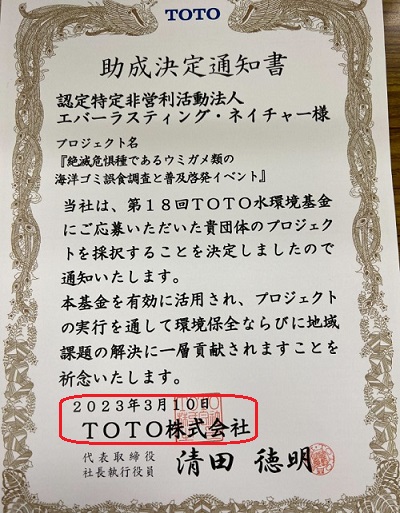 TOTO
助成決定通知書
認定特定非営利活動法人
エバーラスティング・ネイチャー様
プロジェクト名
『絶滅危惧種であるウミガメ類の
海洋ゴミ誤食調査と普及啓発イベント』
当社は、第18回TOTO水環境基金
にご応募いただいた貴団体のプロジェク
トを採択することを決定しましたので
通知いたします。
本基金を有効に活用され、プロジェクト
の実行を通して環境保全ならびに地域
課題の解決に一層貢献されますことを
祈念いたします。
2023年3月10日
TOTO株式会社
代表取締役
社長執行役員
清田 徳明